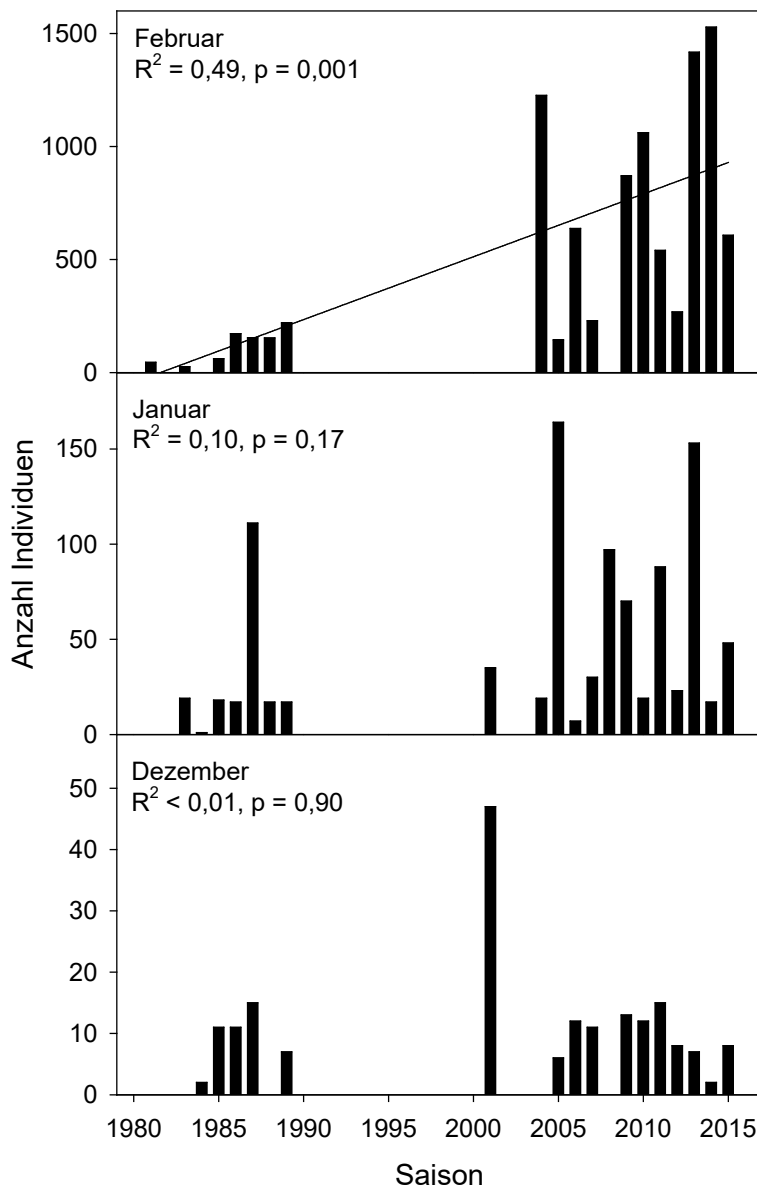 Februar
R² = 0,49, p = 0,001
1500
1000
500
0
Januar
R² = 0,10, p = 0,17
150
100
50
0
Anzahl Individuen
Dezember
R² < 0,01, p = 0,90
50
40
30
20
10
0
1980 1985 1990 1995 2000 2005 2010 2015
Saison